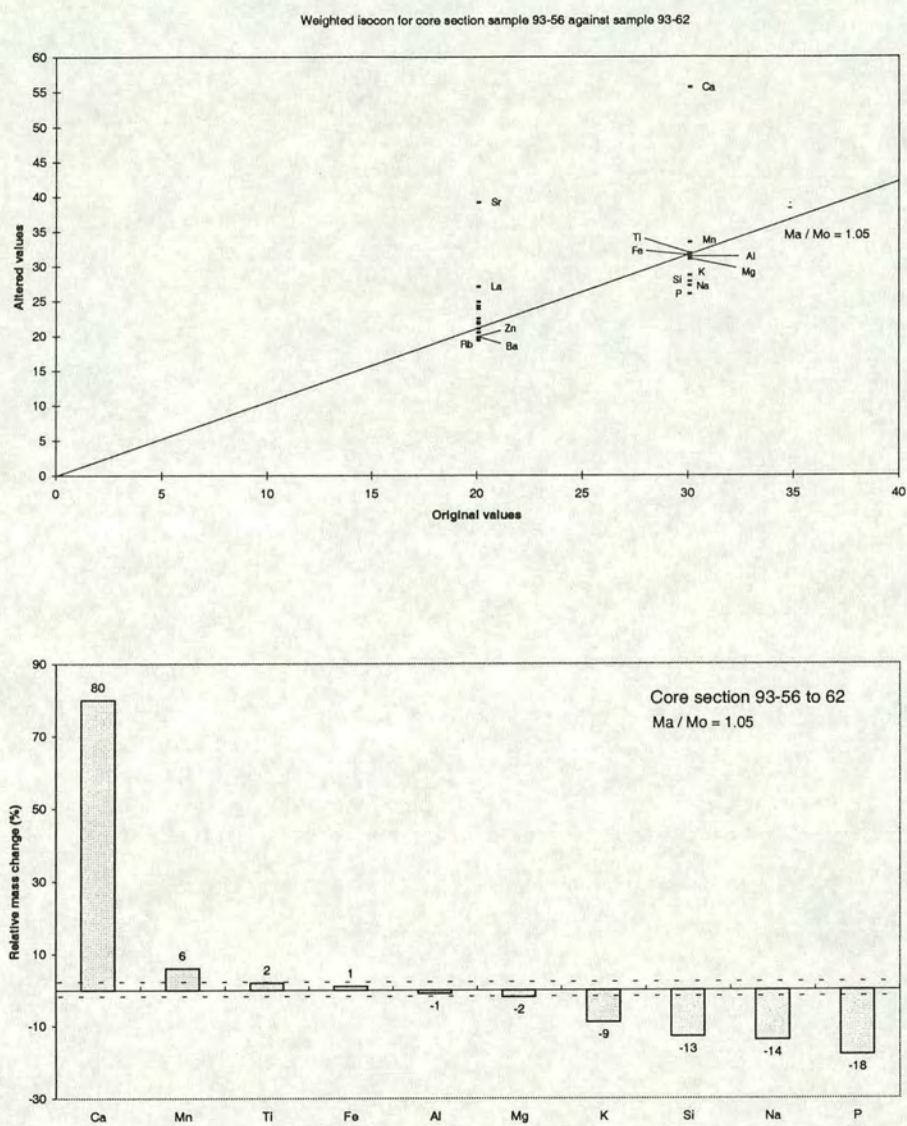 Weighted isocon for core section sample 93-56 against sample 93-62
60
55
50
45
40
35
30
25
20
15
10
5
0
Altered values
Ca
Sr
Ti
Mn
Ma / Mo = 1.05
Fe
Al
Mg
K
La
Si
Na
P
Zn
Rb
Ba
0 5 10 15 20 25 30 35 40
Original values
90
70
50
30
10
-10
-30
Relative mass change (%)
Core section 93-56 to 62
Ma / Mo = 1.05
80
6
2
1
-1
-2
-9
-13
-14
-18
Ca Mn Ti Fe Al Mg K Si Na P